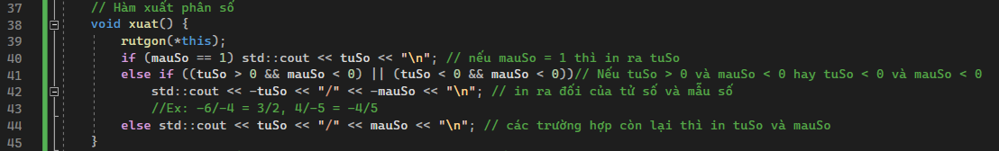 37 // Hàm xuất phân số
38 void xuat() {
39 rutgon(*this);
40 if (mauSo == 1) std::cout << tuSo << "\n"; // nếu mauSo = 1 thì in ra tuSo
41 else if ((tuSo > 0 && mauSo < 0) || (tuSo < 0 && mauSo < 0))// Nếu tuSo > 0 và mauSo < 0 hay tuSo < 0 và mauSo < 0
42 std::cout << -tuSo << "/" << -mauSo << "\n"; // in ra đối của tử số và mẫu số
43 //Ex: -6/-4 = 3/2, 4/-5 = -4/5
44 else std::cout << tuSo << "/" << mauSo << "\n"; // các trường hợp còn lại thì in tuSo và mauSo
45 }